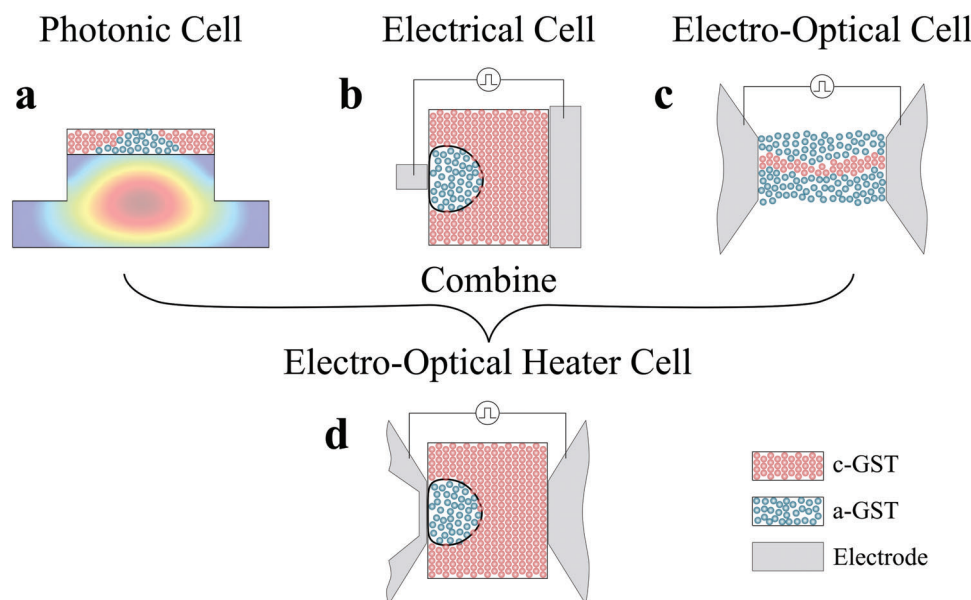 Photonic Cell
Electrical Cell
Electro-Optical Cell
a
b
c
Combine
Electro-Optical Heater Cell
d
c-GST
a-GST
Electrode